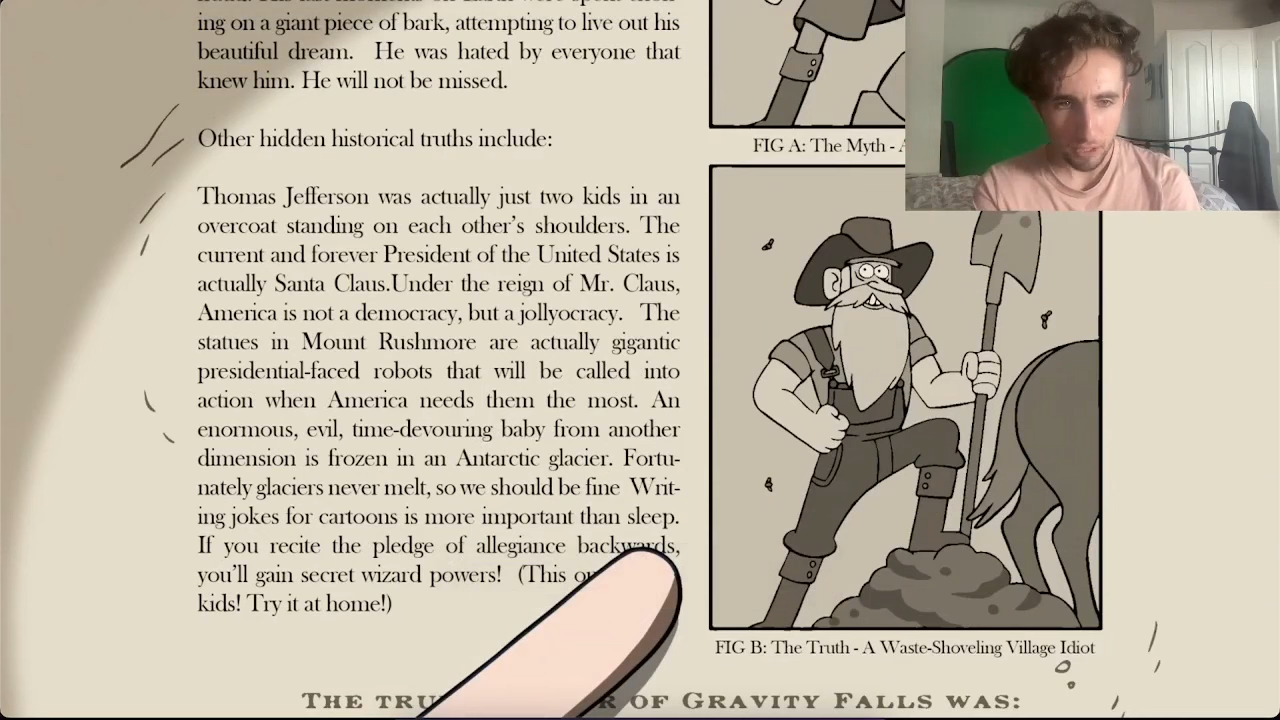 ing on a giant piece of bark, attempting to live out his
beautiful dream. He was hated by everyone that
knew him. He will not be missed.
Other hidden historical truths include:
Thomas Jefferson was actually just two kids in an
overcoat standing on each other's shoulders. The
current and forever President of the United States is
actually Santa Claus.Under the reign of Mr. Claus,
America is not a democracy, but a jollyocracy. The
statues in Mount Rushmore are actually gigantic
presidential-faced robots that will be called into
action when America needs them the most. An
enormous, evil, time-devouring baby from another
dimension is frozen in an Antarctic glacier. Fortu-
nately glaciers never melt, so we should be fine Writ-
ing jokes for cartoons is more important than sleep.
If you recite the pledge of allegiance backwards,
you'll gain secret wizard powers! (This
kids! Try it at home!)
FIG A: The Myth -
FIG B: The Truth - A Waste-Shoveling Village Idiot
THE OF GRAVITY FALLS WAS: